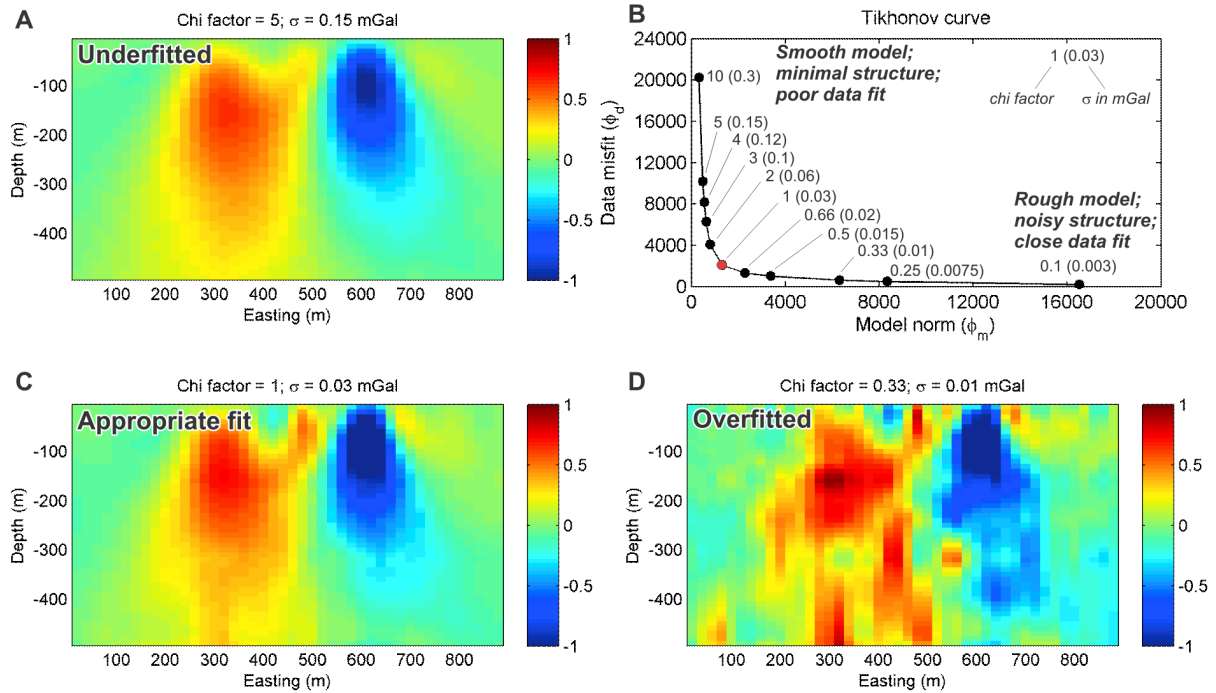 A
Chi factor = 5; σ = 0.15 mGal
Underfitted
Depth (m)
-100
-200
-300
-400
100 200 300 400 500 600 700 800
Easting (m)
1
0.5
0
-0.5
-1
B
Tikhonov curve
Data misfit (ϕd)
24000
20000
16000
12000
8000
4000
0
Smooth model;
minimal structure;
poor data fit
1 (0.03)
chi factor
σ in mGal
10 (0.3)
5 (0.15)
4 (0.12)
3 (0.1)
2 (0.06)
1 (0.03)
0.66 (0.02)
0.5 (0.015)
0.33 (0.01)
0.25 (0.0075)
0.1 (0.003)
Rough model;
noisy structure;
close data fit
0 4000 8000 12000 16000 20000
Model norm (ϕm)
C
Chi factor = 1; σ = 0.03 mGal
Appropriate fit
Depth (m)
-100
-200
-300
-400
100 200 300 400 500 600 700 800
Easting (m)
1
0.5
0
-0.5
-1
D
Chi factor = 0.33; σ = 0.01 mGal
Overfitted
Depth (m)
-100
-200
-300
-400
100 200 300 400 500 600 700 800
Easting (m)
1
0.5
0
-0.5
-1